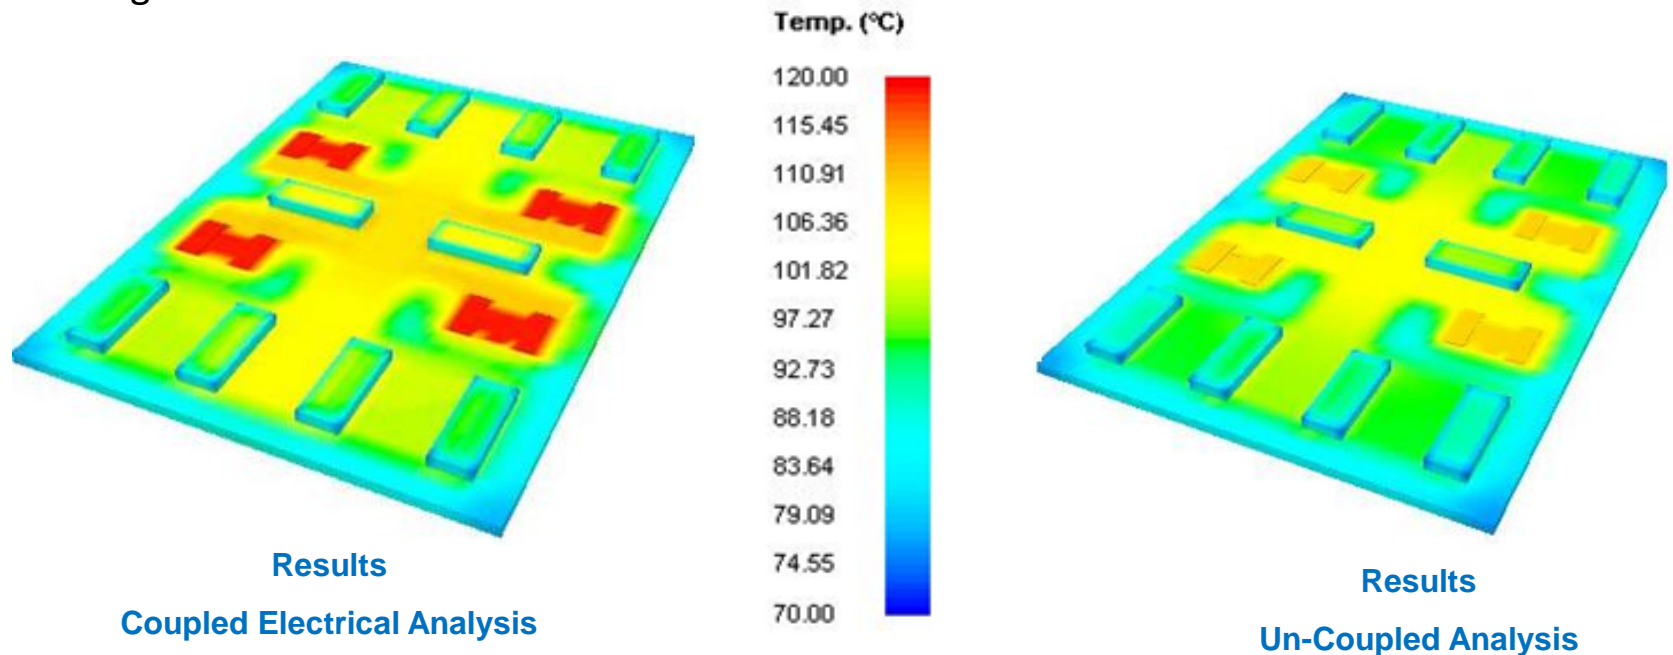 Temp. (°C)
120.00
115.45
110.91
106.36
101.82
97.27
92.73
88.18
83.64
79.09
74.55
70.00
Results
Coupled Electrical Analysis
Results
Un-Coupled Analysis